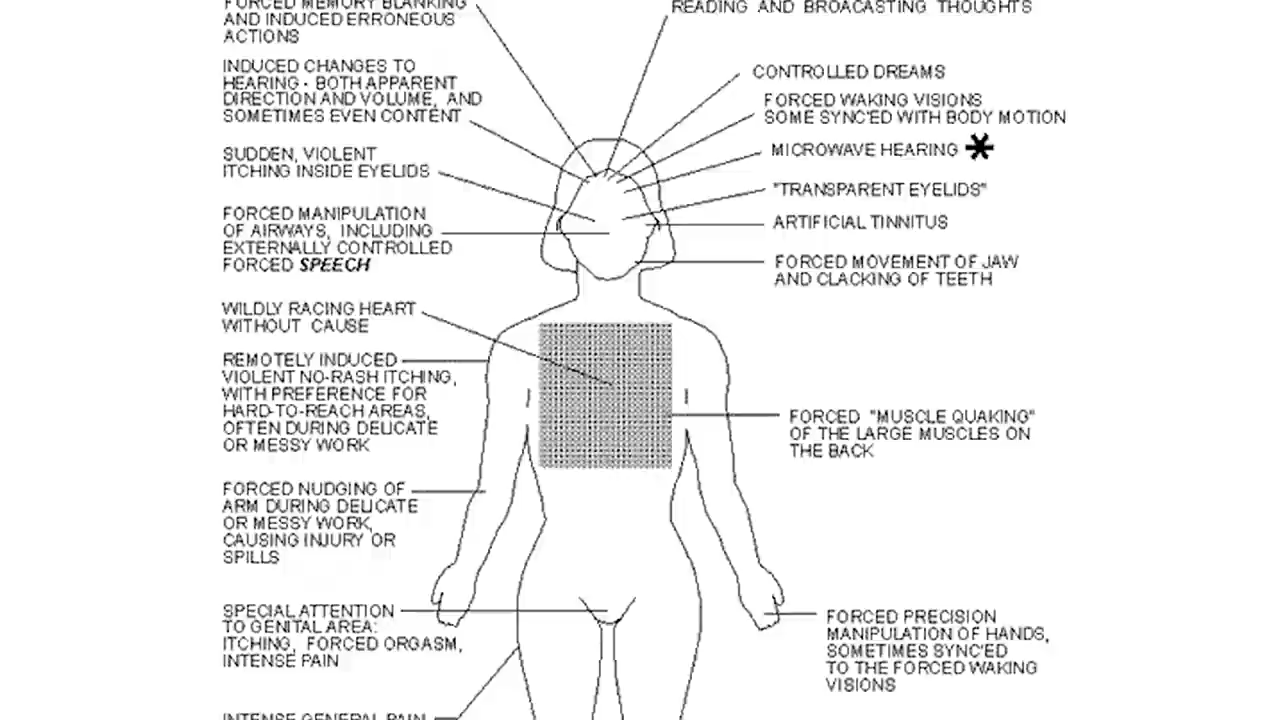 FORCED MEMORY BLANKING
AND INDUCED ERRONEOUS
ACTIONS
INDUCED CHANGES TO
HEARING - BOTH APPARENT
DIRECTION AND VOLUME, AND
SOMETIMES EVEN CONTENT
SUDDEN, VIOLENT
ITCHING INSIDE EYELIDS
FORCED MANIPULATION
OF AIRWAYS, INCLUDING
EXTERNALLY CONTROLLED
FORCED SPEECH
WILDLY RACING HEART
WITHOUT CAUSE
REMOTELY INDUCED
VIOLENT NO-RASH ITCHING,
WITH PREFERENCE FOR
HARD-TO-REACH AREAS,
OFTEN DURING DELICATE
OR MESSY WORK
FORCED NUDGING OF
ARM DURING DELICATE
OR MESSY WORK,
CAUSING INJURY OR
SPILLS
SPECIAL ATTENTION
TO GENITAL AREA:
ITCHING, FORCED ORGASM,
INTENSE PAIN
INTENSE GENERAL PAIN
READING AND BROACASTING THOUGHTS
CONTROLLED DREAMS
FORCED WAKING VISIONS
SOME SYNC'ED WITH BODY MOTION
MICROWAVE HEARING *
"TRANSPARENT EYELIDS"
ARTIFICIAL TINNITUS
FORCED MOVEMENT OF JAW
AND CLACKING OF TEETH
FORCED "MUSCLE QUAKING"
OF THE LARGE MUSCLES ON
THE BACK
FORCED PRECISION
MANIPULATION OF HANDS,
SOMETIMES SYNC'ED
TO THE FORCED WAKING
VISIONS